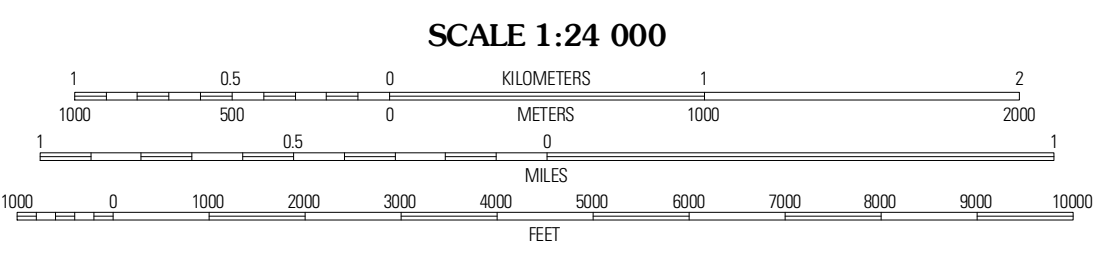 SCALE 1:24 000
1 0.5 0 KILOMETERS 1 2
1000 500 0 METERS 1000 2000
1 0.5 0 1
MILES
1000 0 1000 2000 3000 4000 5000 6000 7000 8000 9000 10000
FEET